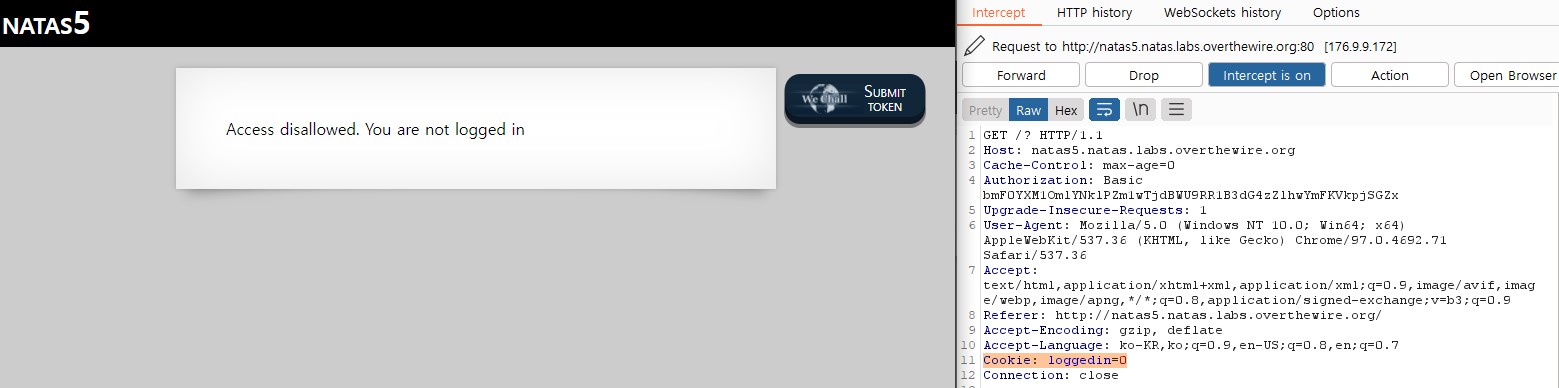 NATAS5
Access disallowed. You are not logged in
We Chall
SUBMIT
TOKEN
Intercept HTTP history WebSockets history Options
Request to http://natas5.natas.labs.overthewire.org:80 [176.9.9.172]
Forward Drop Intercept is on Action Open Browser
Pretty Raw Hex \n
1 GET /? HTTP/1.1
2 Host: natas5.natas.labs.overthewire.org
3 Cache-Control: max-age=0
4 Authorization: Basic
bmF0YXM1OmlYNklPZm1wTjdBWU9RR1B3dG4zZlhwYmFKVkpjSGZx
5 Upgrade-Insecure-Requests: 1
6 User-Agent: Mozilla/5.0 (Windows NT 10.0; Win64; x64)
AppleWebKit/537.36 (KHTML, like Gecko) Chrome/97.0.4692.71
Safari/537.36
7 Accept:
text/html,application/xhtml+xml,application/xml;q=0.9,image/avif,imag
e/webp,image/apng,*/*;q=0.8,application/signed-exchange;v=b3;q=0.9
8 Referer: http://natas5.natas.labs.overthewire.org/
9 Accept-Encoding: gzip, deflate
10 Accept-Language: ko-KR,ko;q=0.9,en-US;q=0.8,en;q=0.7
11 Cookie: loggedin=0
12 Connection: close